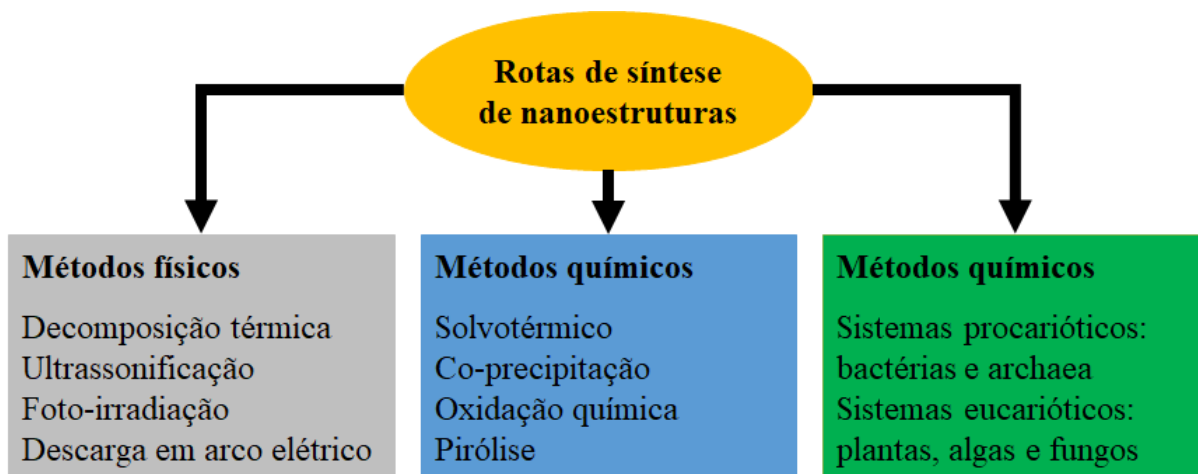 Rotas de síntese
de nanoestruturas
Métodos físicos
Decomposição térmica
Ultrassonificação
Foto-irradiação
Descarga em arco elétrico
Métodos químicos
Solvotérmico
Co-precipitação
Oxidação química
Pirólise
Métodos químicos
Sistemas procarióticos:
bactérias e archaea
Sistemas eucarióticos:
plantas, algas e fungos